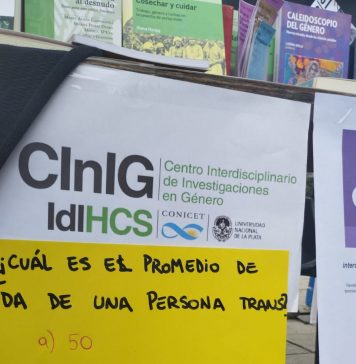 al desnudo
Cosechar y cuidar
CALEIDOSCOPIO
DEL GÉNERO
CInIG
Centro Interdisciplinario
de Investigaciones
en Género
IdIHCS
CONICET
UNIVERSIDAD
NACIONAL
DE LA PLATA
¿CUÁL ES EL PROMEDIO DE
DA DE UNA PERSONA TRANS?
a) 50